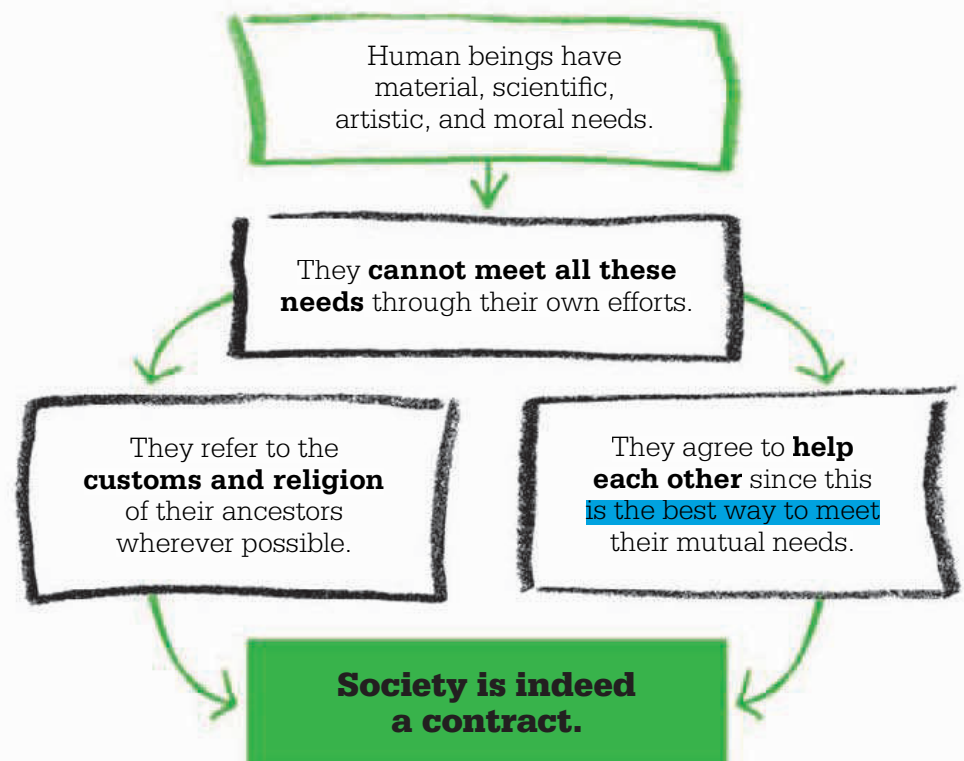 Human beings have
material, scientific,
artistic, and moral needs.
They cannot meet all these
needs through their own efforts.
They refer to the
customs and religion
of their ancestors
wherever possible.
They agree to help
each other since this
is the best way to meet
their mutual needs.
Society is indeed
a contract.